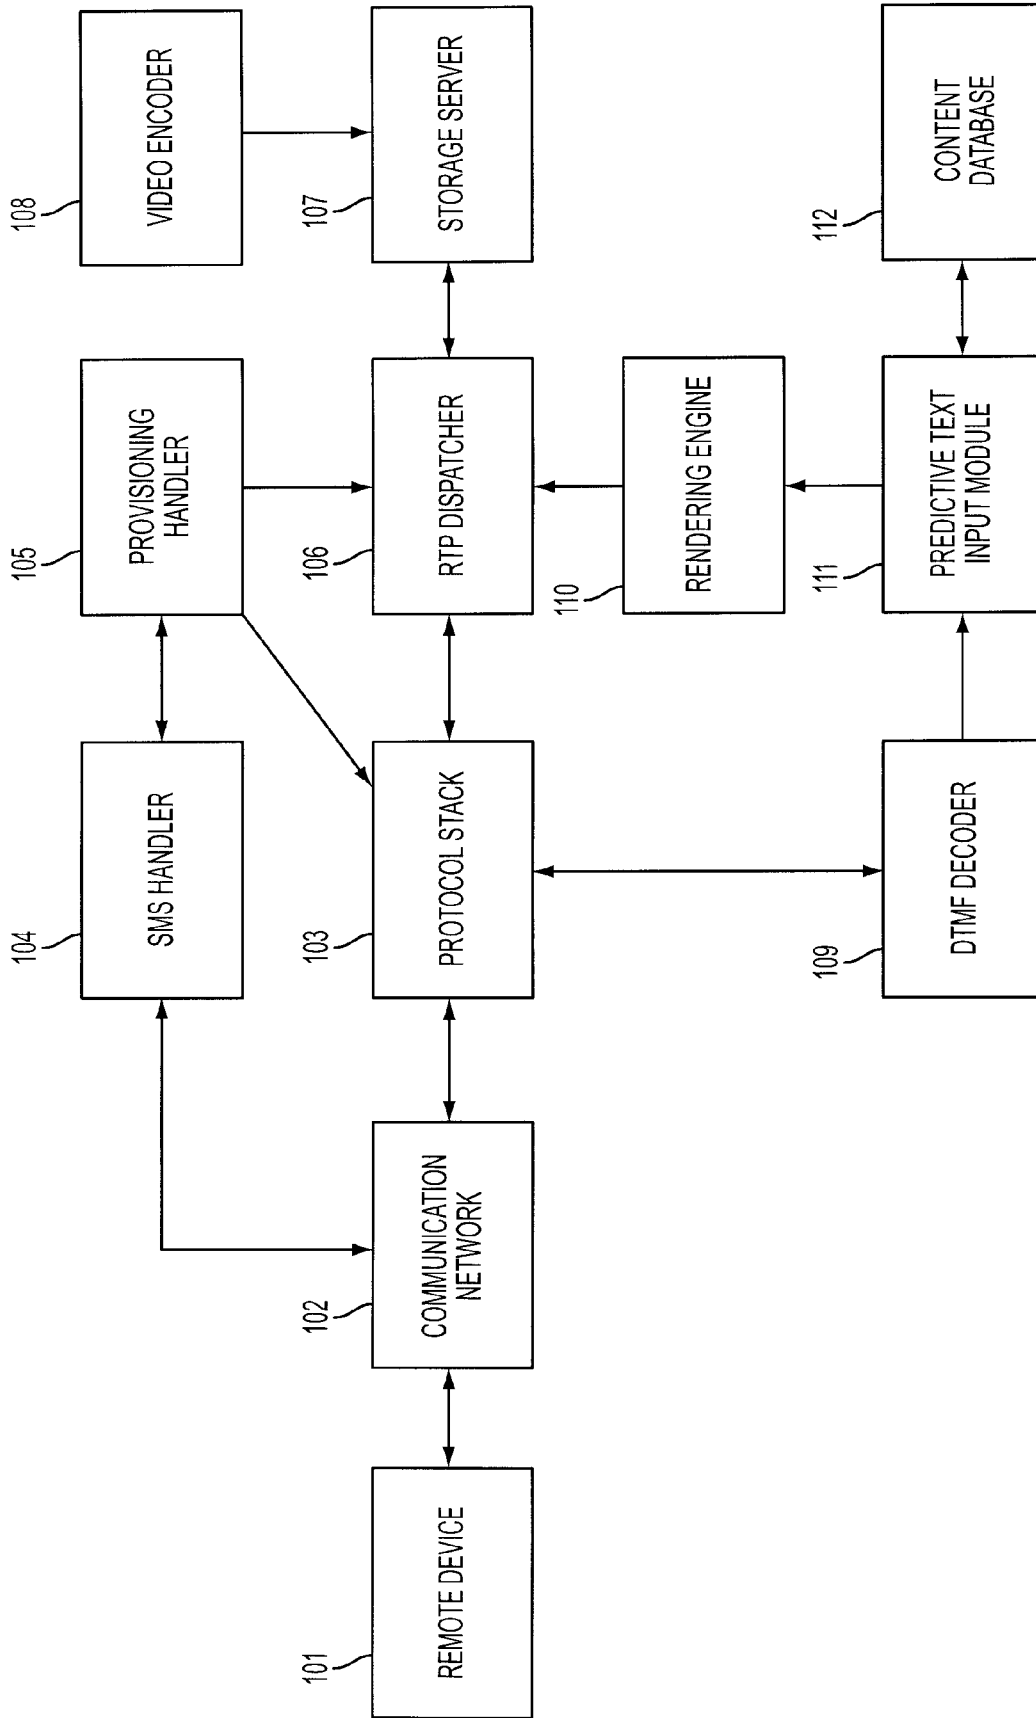 108
VIDEO ENCODER
107
STORAGE SERVER
112
CONTENT
DATABASE
105
PROVISIONING
HANDLER
106
RTP DISPATCHER
110
RENDERING ENGINE
111
PREDICTIVE TEXT
INPUT MODULE
104
SMS HANDLER
103
PROTOCOL STACK
109
DTMF DECODER
102
COMMUNICATION
NETWORK
101
REMOTE DEVICE